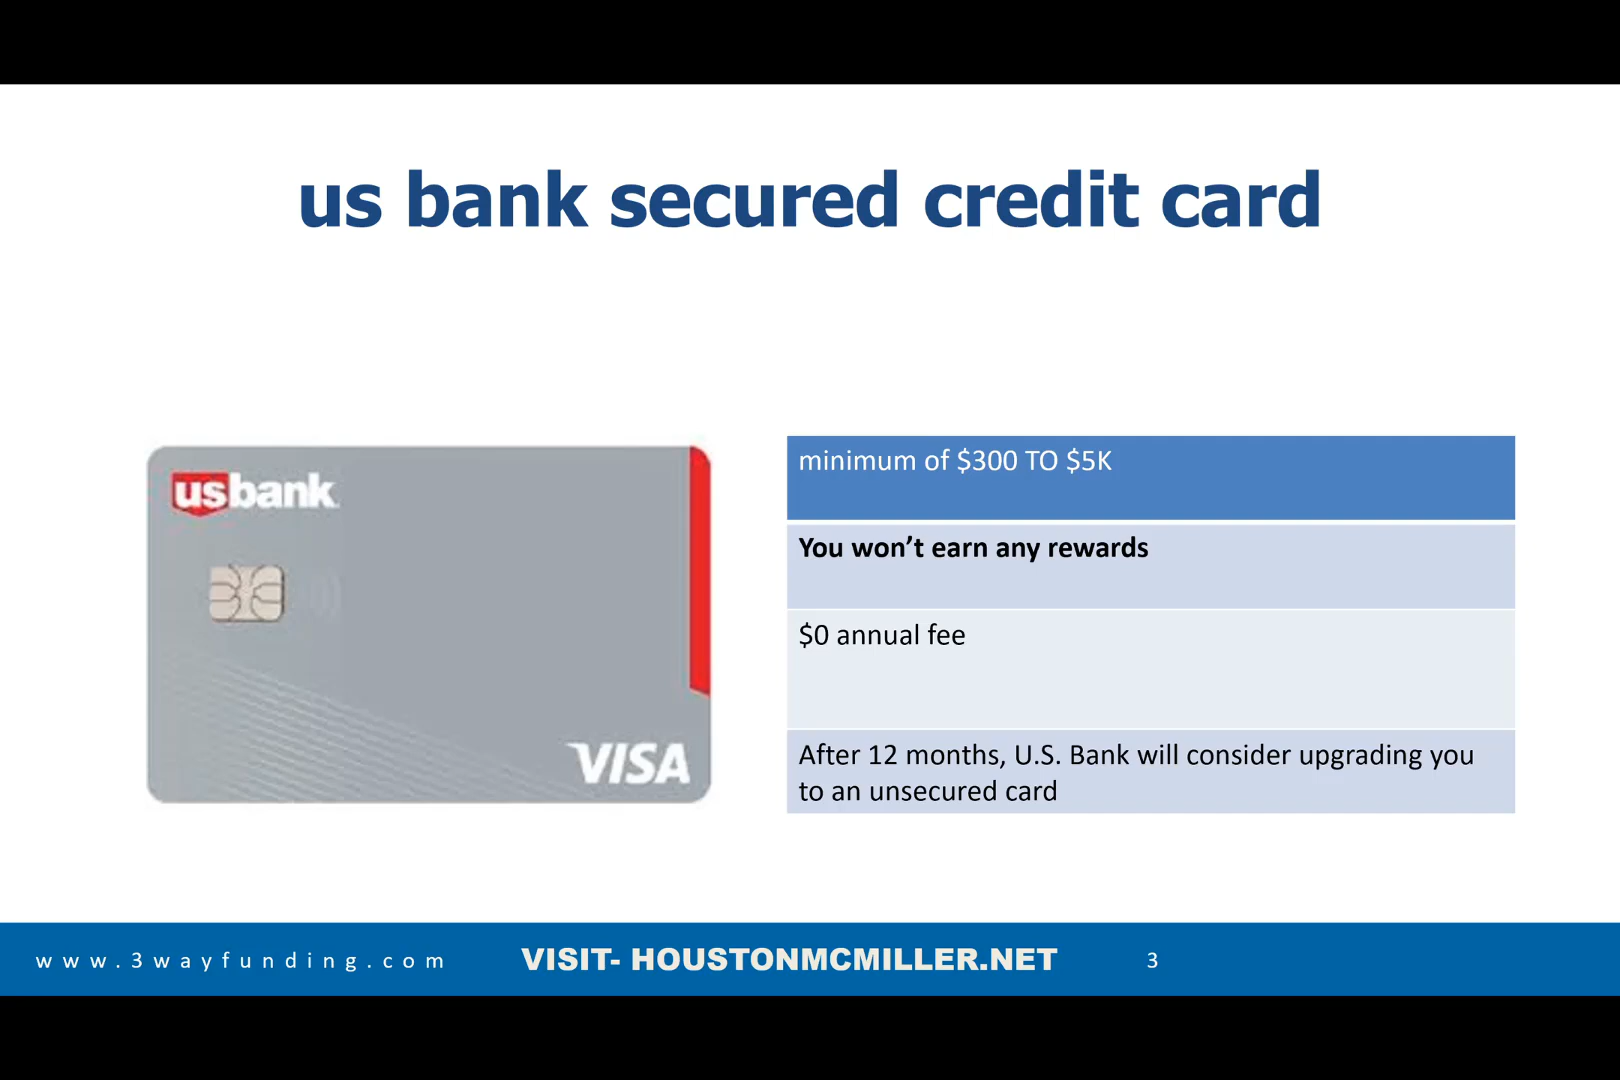 us bank secured credit card
usbank
VISA
minimum of $300 TO $5K
You won’t earn any rewards
$0 annual fee
After 12 months, U.S. Bank will consider upgrading you
to an unsecured card
www.3wayfunding.com
VISIT- HOUSTONMCMILLER.NET
3